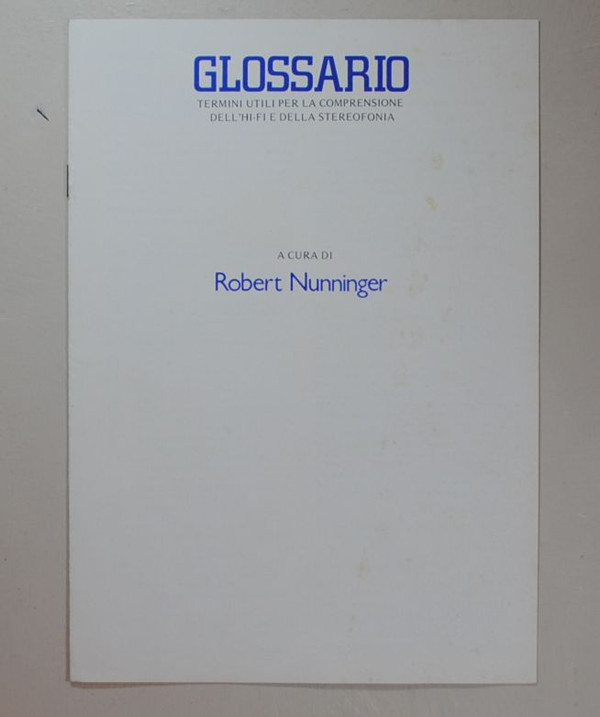 GLOSSARIO
TERMINI UTILI PER LA COMPRENSIONE
DELL'HI-FI E DELLA STEREOFONIA
A CURA DI
Robert Nunninger